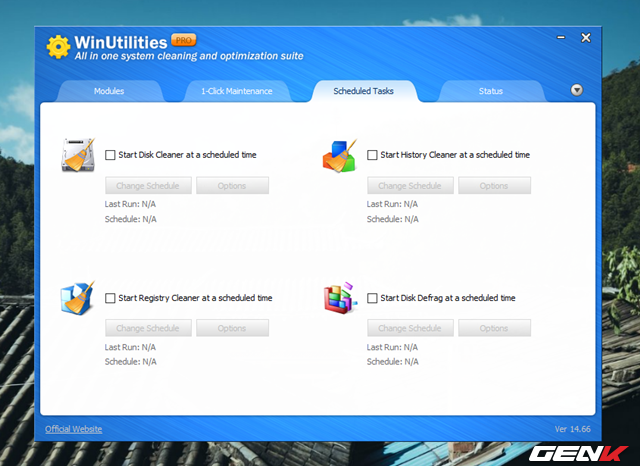 WinUtilities PRO
All in one system cleaning and optimization suite
Modules
1-Click Maintenance
Scheduled Tasks
Status
Start Disk Cleaner at a scheduled time
Change Schedule
Options
Last Run: N/A
Schedule: N/A
Start History Cleaner at a scheduled time
Change Schedule
Options
Last Run: N/A
Schedule: N/A
Start Registry Cleaner at a scheduled time
Change Schedule
Options
Last Run: N/A
Schedule: N/A
Start Disk Defrag at a scheduled time
Change Schedule
Options
Last Run: N/A
Schedule: N/A
Official Website
Ver 14.66
GENK